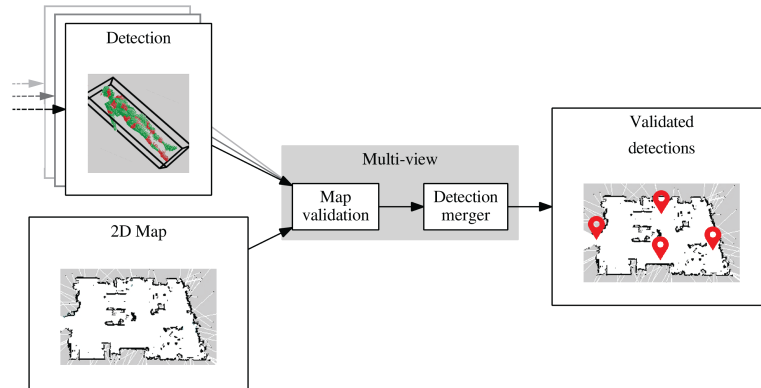 Detection
2D Map
Multi-view
Map
validation
Detection
merger
Validated
detections